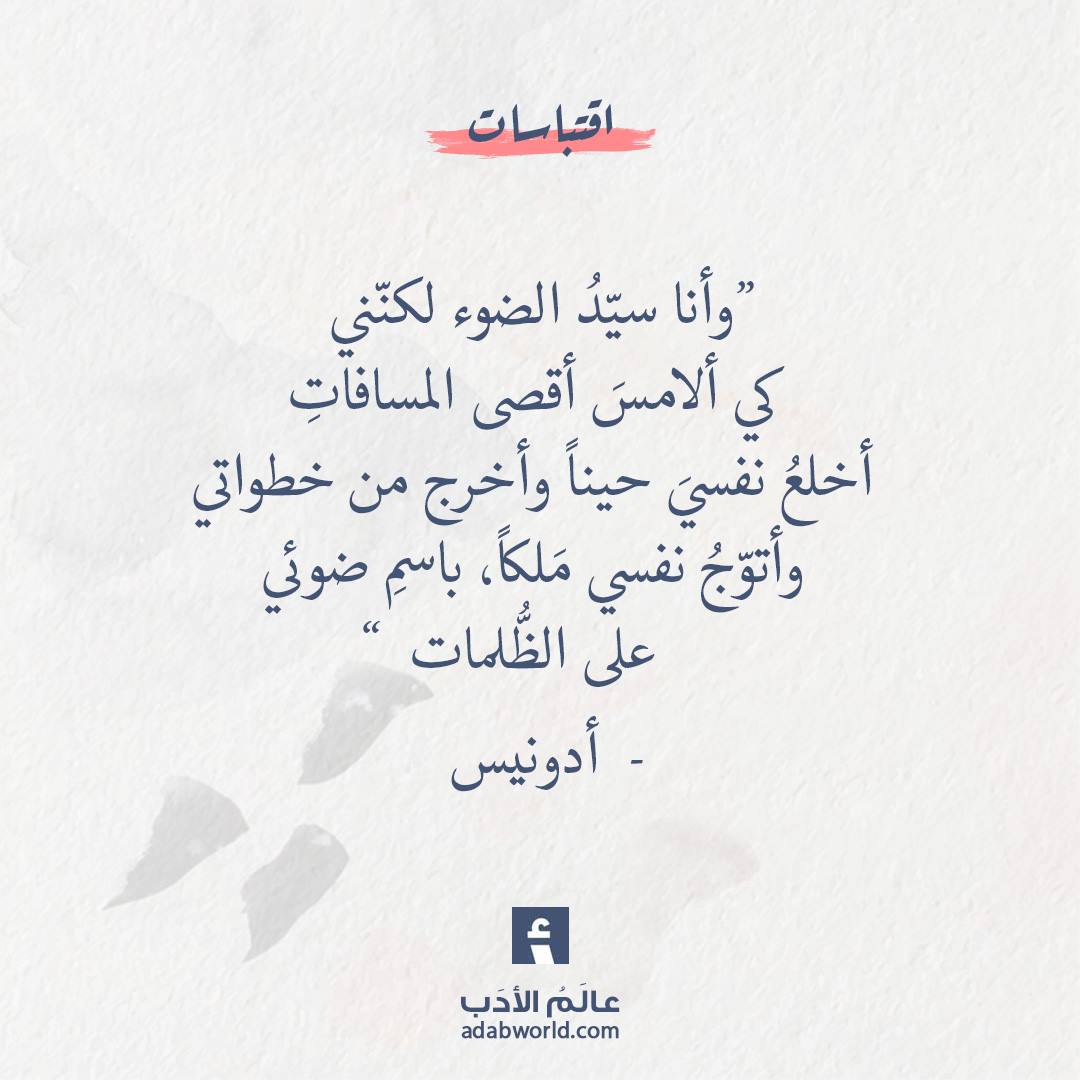 اقتباسات
”وأنا سيّدُ الضوء لكنّني
كي ألامسَ أقصى المسافاتِ
أخلعُ نفسيَ حيناً وأخرج من خطواتي
وأتوّجُ نفسي مَلكاً، باسمِ ضوئي
على الظُّلمات “
- أدونيس
أ
عالَمُ الأدَب
adabworld.com